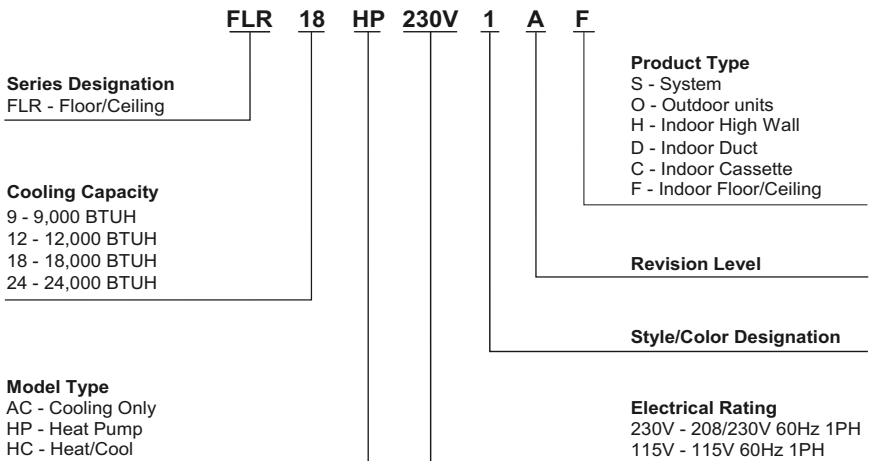 FLR 18 HP 230V 1 A F
Series Designation
FLR - Floor/Ceiling
Cooling Capacity
9 - 9,000 BTUH
12 - 12,000 BTUH
18 - 18,000 BTUH
24 - 24,000 BTUH
Model Type
AC - Cooling Only
HP - Heat Pump
HC - Heat/Cool
Product Type
S - System
O - Outdoor units
H - Indoor High Wall
D - Indoor Duct
C - Indoor Cassette
F - Indoor Floor/Ceiling
Revision Level
Style/Color Designation
Electrical Rating
230V - 208/230V 60Hz 1PH
115V - 115V 60Hz 1PH